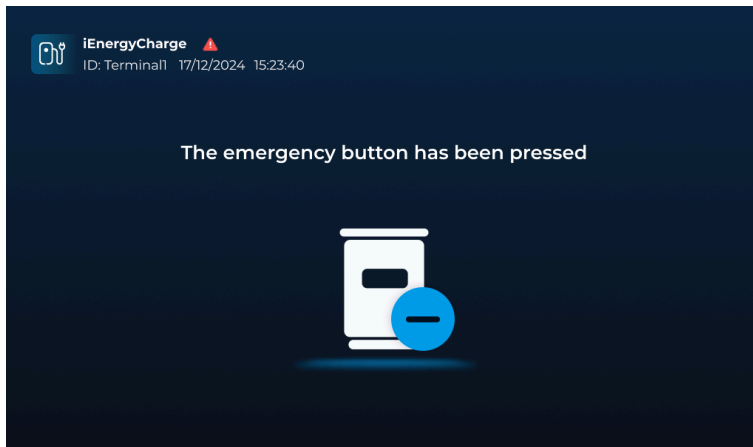 iEnergyCharge
ID: Terminal1 17/12/2024 15:23:40
The emergency button has been pressed